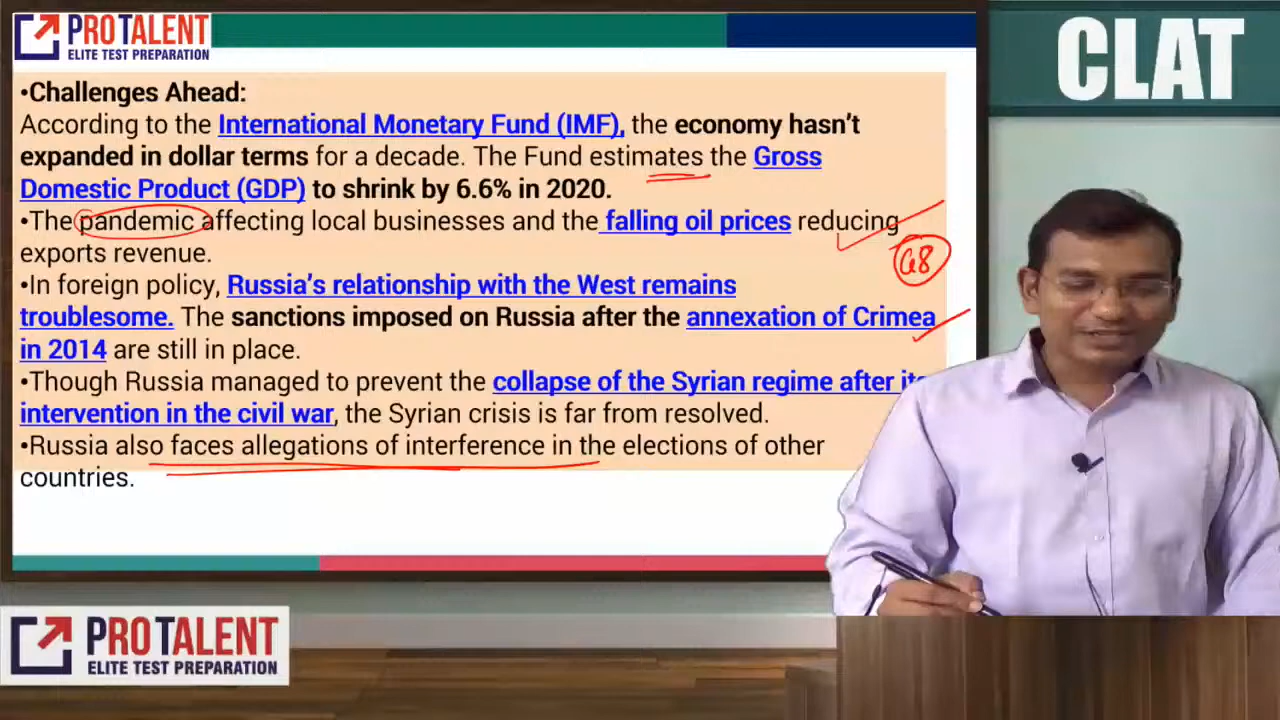 PROTALENT
ELITE TEST PREPARATION
CLAT
•Challenges Ahead:
According to the International Monetary Fund (IMF), the economy hasn't
expanded in dollar terms for a decade. The Fund estimates the Gross
Domestic Product (GDP) to shrink by 6.6% in 2020.
•The pandemic affecting local businesses and the falling oil prices reducing
exports revenue.
G8
•In foreign policy, Russia's relationship with the West remains
troublesome. The sanctions imposed on Russia after the annexation of Crimea
in 2014 are still in place.
•Though Russia managed to prevent the collapse of the Syrian regime after its
intervention in the civil war, the Syrian crisis is far from resolved.
•Russia also faces allegations of interference in the elections of other
countries.
PROTALENT
ELITE TEST PREPARATION